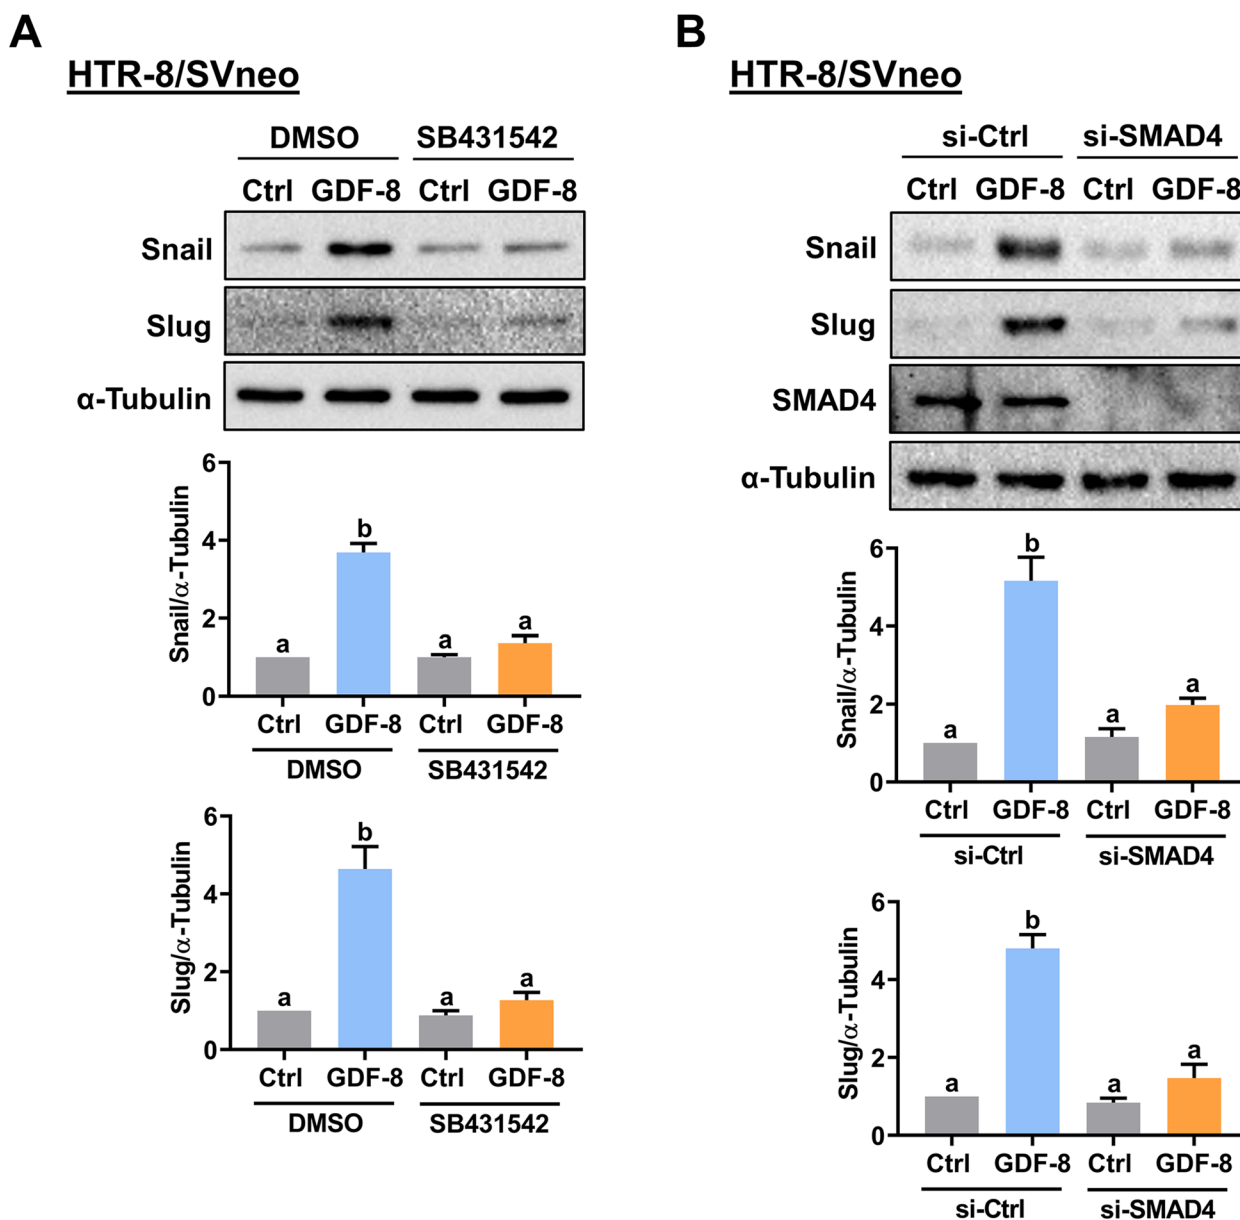 A
HTR-8/SVneo
DMSO SB431542
Ctrl GDF-8 Ctrl GDF-8
Snail
Slug
α-Tubulin
6
4
2
0
Snail/α-Tubulin
b
a
a
a
Ctrl GDF-8 Ctrl GDF-8
DMSO SB431542
6
4
2
0
Slug/α-Tubulin
b
a
a
a
Ctrl GDF-8 Ctrl GDF-8
DMSO SB431542
B
HTR-8/SVneo
si-Ctrl si-SMAD4
Ctrl GDF-8 Ctrl GDF-8
Snail
Slug
SMAD4
α-Tubulin
6
4
2
0
Snail/α-Tubulin
b
a
a
a
Ctrl GDF-8 Ctrl GDF-8
si-Ctrl si-SMAD4
6
4
2
0
Slug/α-Tubulin
b
a
a
a
Ctrl GDF-8 Ctrl GDF-8
si-Ctrl si-SMAD4